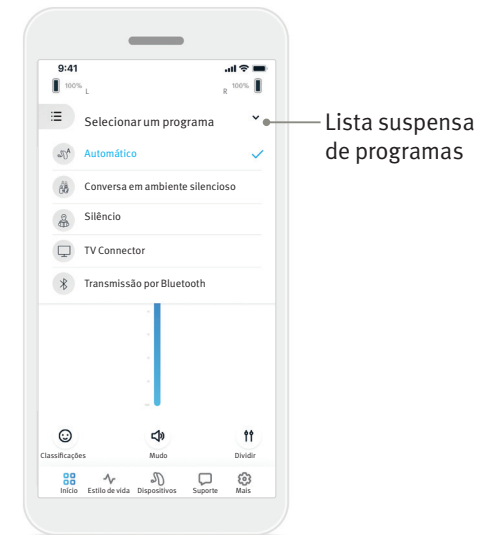 9:41
100% L
R 100%
Selecionar um programa
Lista suspensa
de programas
Automático
Conversa em ambiente silencioso
Silêncio
TV Connector
Transmissão por Bluetooth
Classificações
Mudo
Dividir
Início
Estilo de vida
Dispositivos
Suporte
Mais